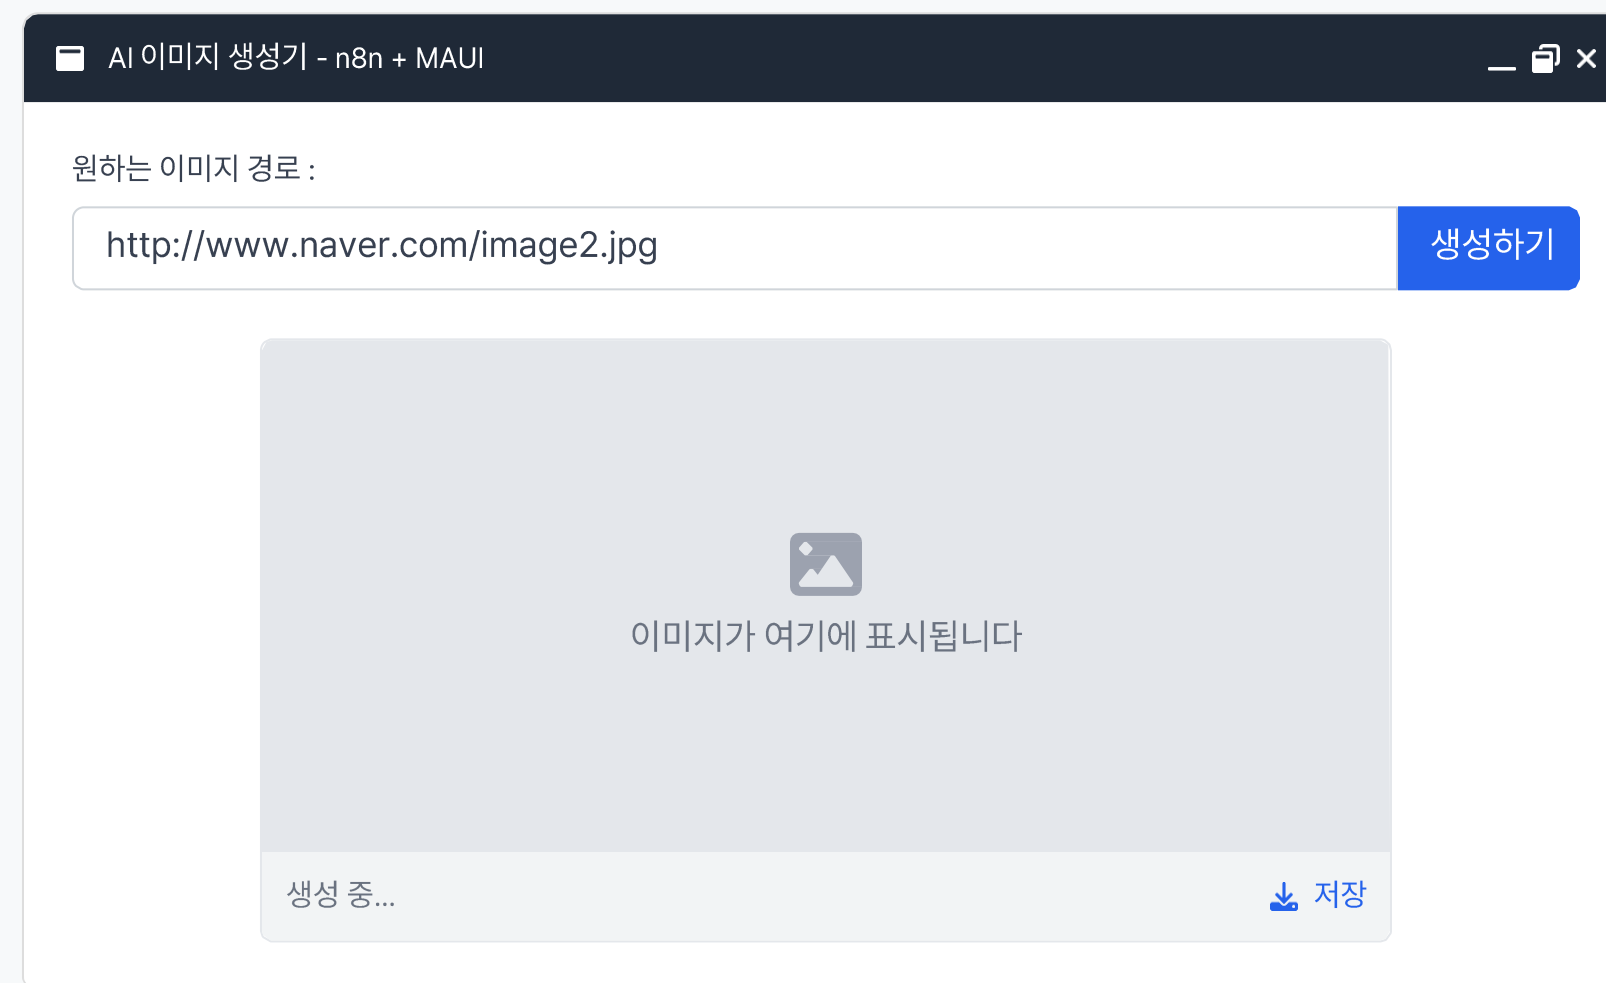 AI 이미지 생성기 - n8n + MAUI
원하는 이미지 경로 :
http://www.naver.com/image2.jpg
생성하기
이미지가 여기에 표시됩니다
생성 중...
저장